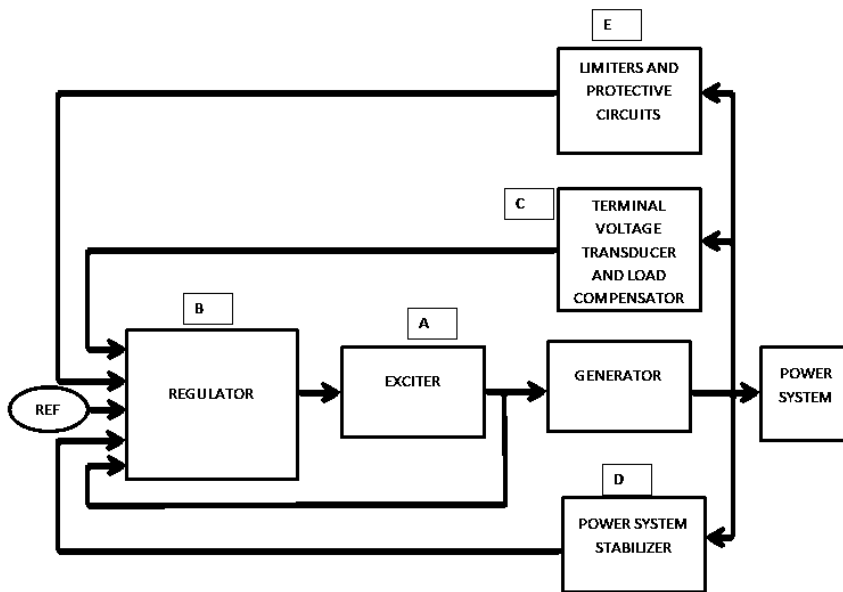 E
LIMITERS AND
PROTECTIVE
CIRCUITS
C
TERMINAL
VOLTAGE
TRANSDUCER
AND LOAD
COMPENSATOR
B
A
REGULATOR
EXCITER
GENERATOR
POWER
SYSTEM
REF
D
POWER SYSTEM
STABILIZER